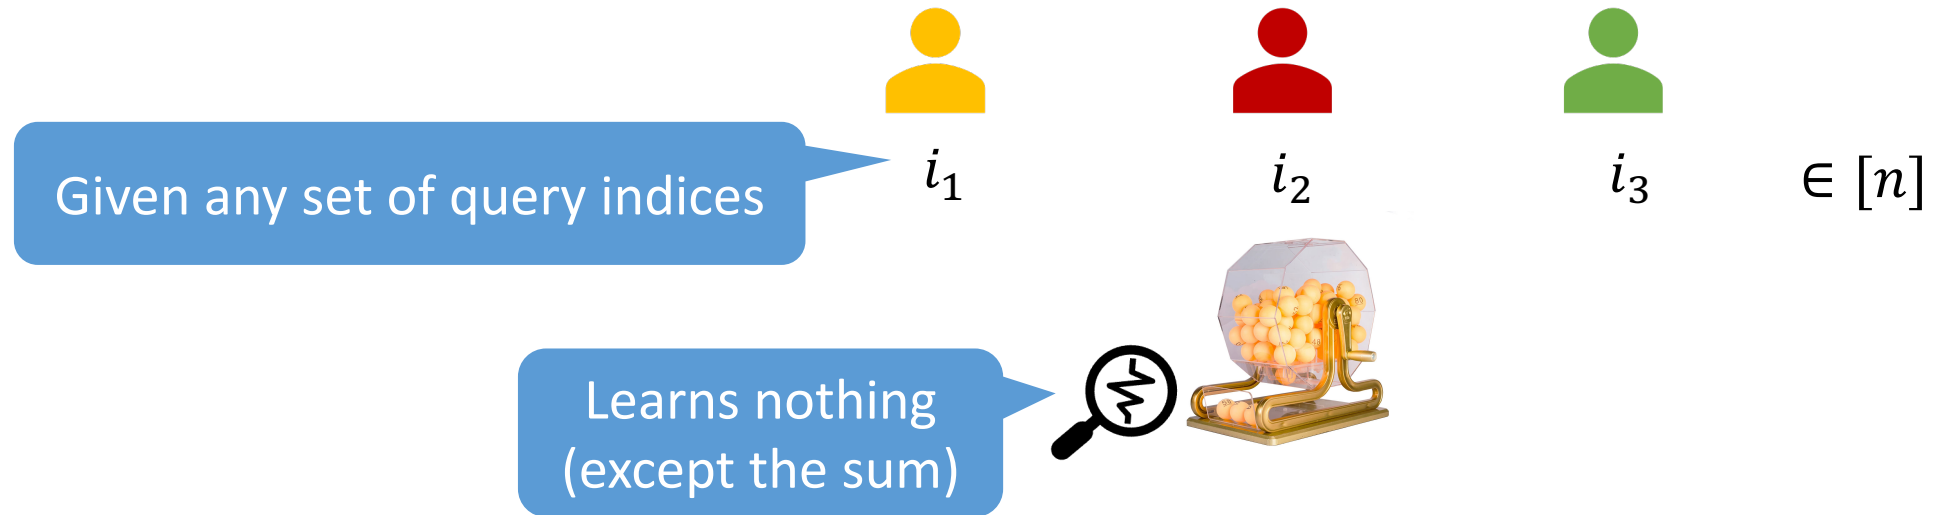 Given any set of query indices
i₁ i₂ i₃ ∈ [n]
Learns nothing
(except the sum)